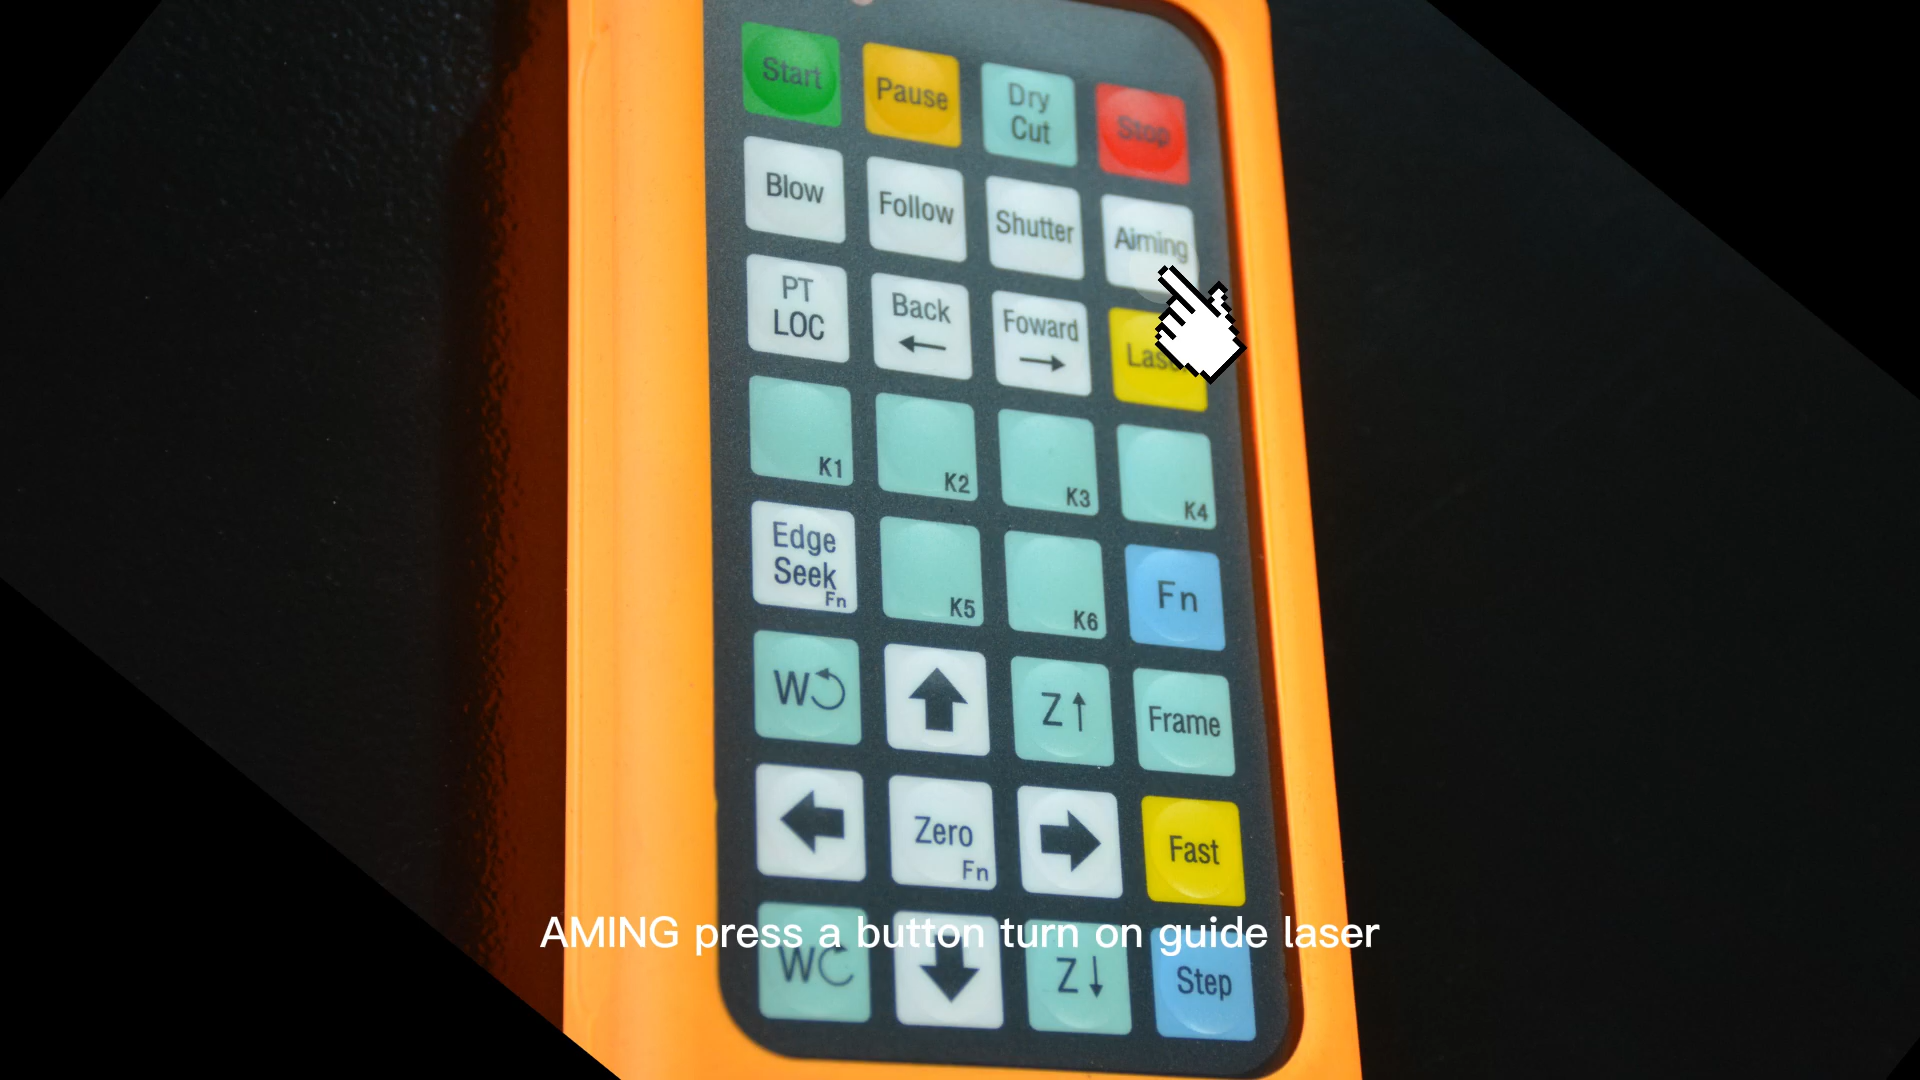 Start
Pause
Dry
Cut
Stop
Blow
Follow
Shutter
Aiming
PT
LOC
Back
Foward
K1
K2
K3
K4
Edge
Seek
Fn
K5
K6
Fn
W
Z
Frame
Zero
Fn
Fast
AMING press a button turn on guide laser
W
Z
Step